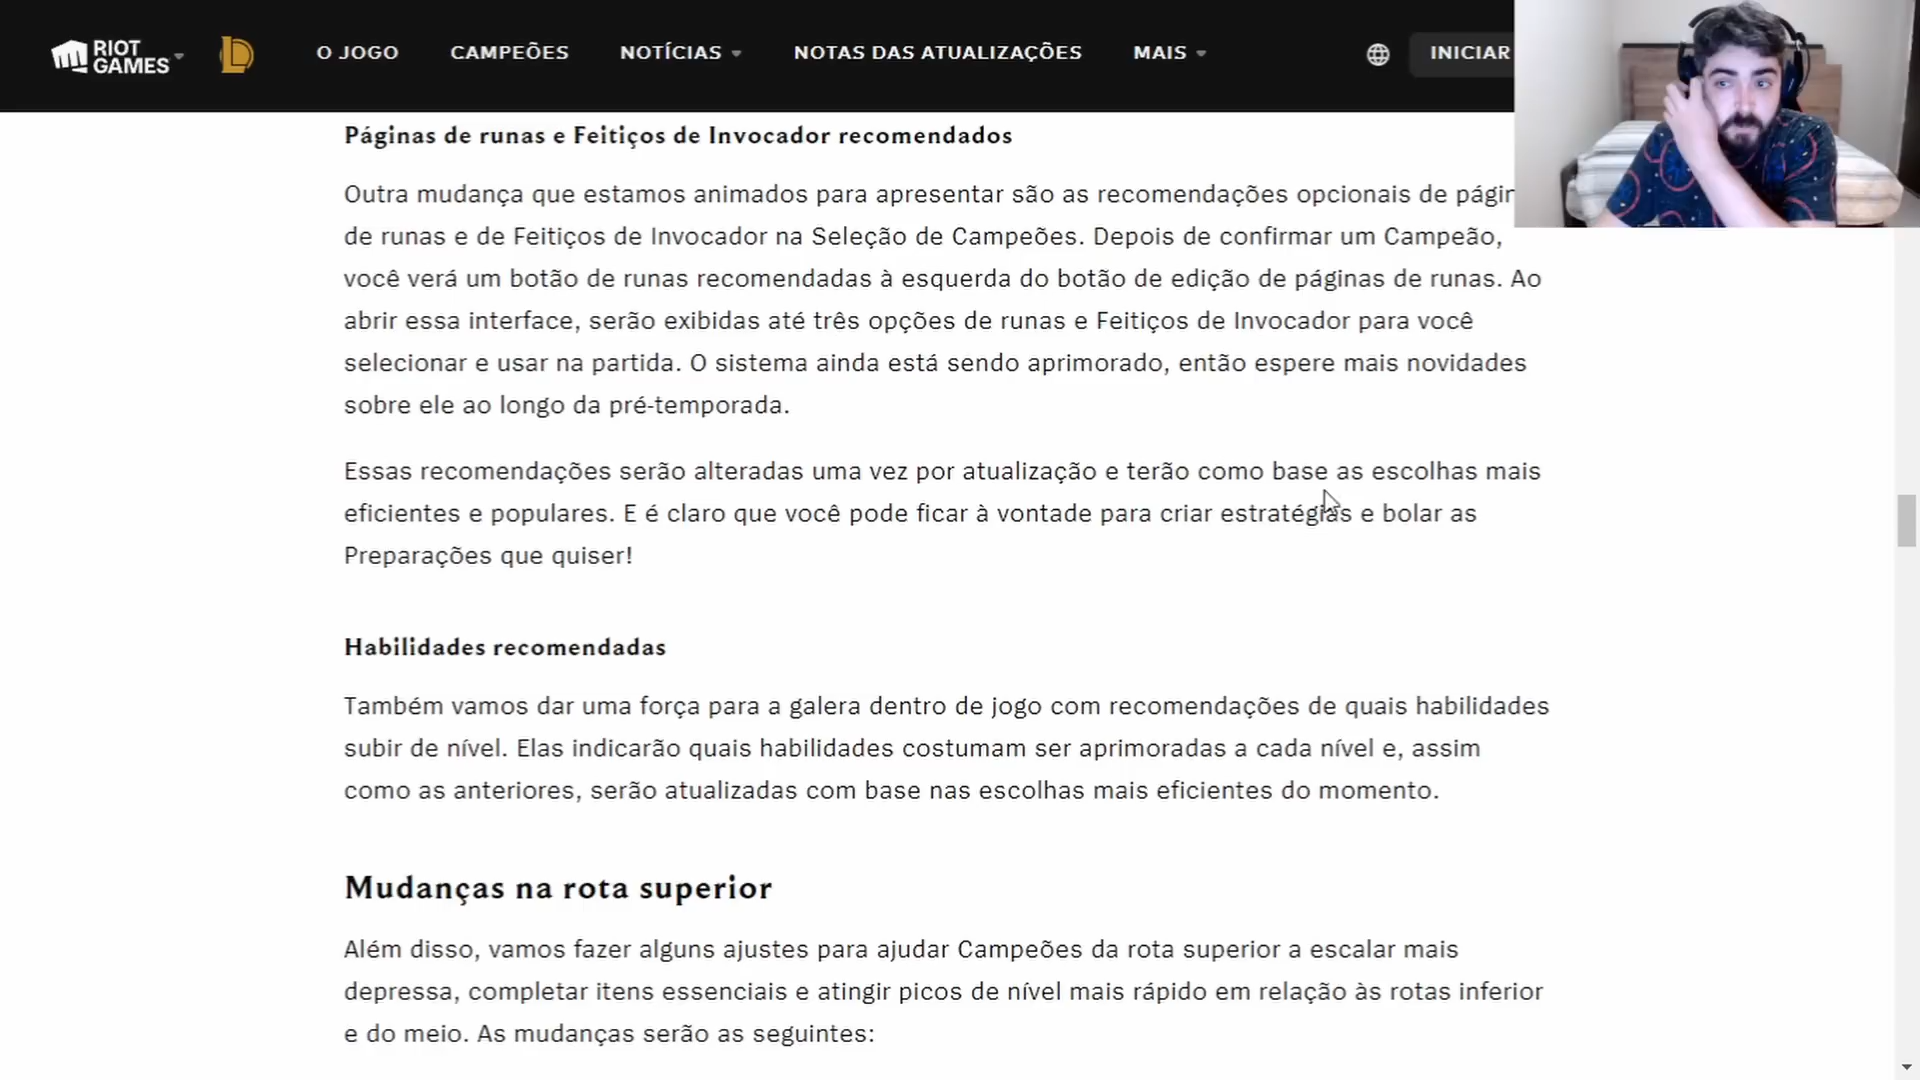 RIOT
GAMES
O JOGO CAMPEÕES NOTÍCIAS NOTAS DAS ATUALIZAÇÕES MAIS INICIAR
Páginas de runas e Feitiços de Invocador recomendados
Outra mudança que estamos animados para apresentar são as recomendações opcionais de págin
de runas e de Feitiços de Invocador na Seleção de Campeões. Depois de confirmar um Campeão,
você verá um botão de runas recomendadas à esquerda do botão de edição de páginas de runas. Ao
abrir essa interface, serão exibidas até três opções de runas e Feitiços de Invocador para você
selecionar e usar na partida. O sistema ainda está sendo aprimorado, então espere mais novidades
sobre ele ao longo da pré-temporada.
Essas recomendações serão alteradas uma vez por atualização e terão como base as escolhas mais
eficientes e populares. E é claro que você pode ficar à vontade para criar estratégias e bolar as
Preparações que quiser!
Habilidades recomendadas
Também vamos dar uma força para a galera dentro de jogo com recomendações de quais habilidades
subir de nível. Elas indicarão quais habilidades costumam ser aprimoradas a cada nível e, assim
como as anteriores, serão atualizadas com base nas escolhas mais eficientes do momento.
Mudanças na rota superior
Além disso, vamos fazer alguns ajustes para ajudar Campeões da rota superior a escalar mais
depressa, completar itens essenciais e atingir picos de nível mais rápido em relação às rotas inferior
e do meio. As mudanças serão as seguintes: